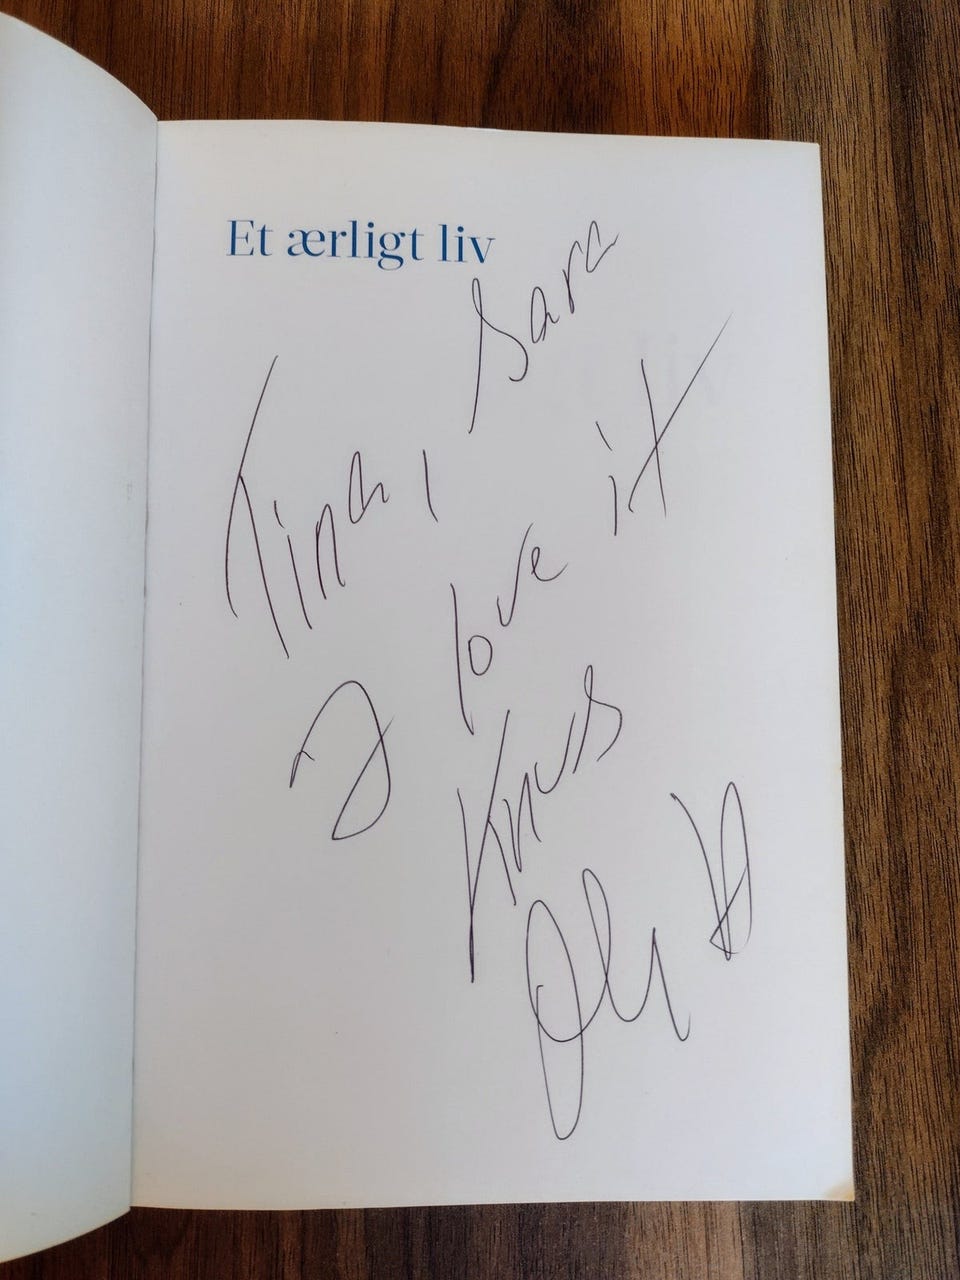 Et ærligt liv
Tina, Sara
I love it
Knus